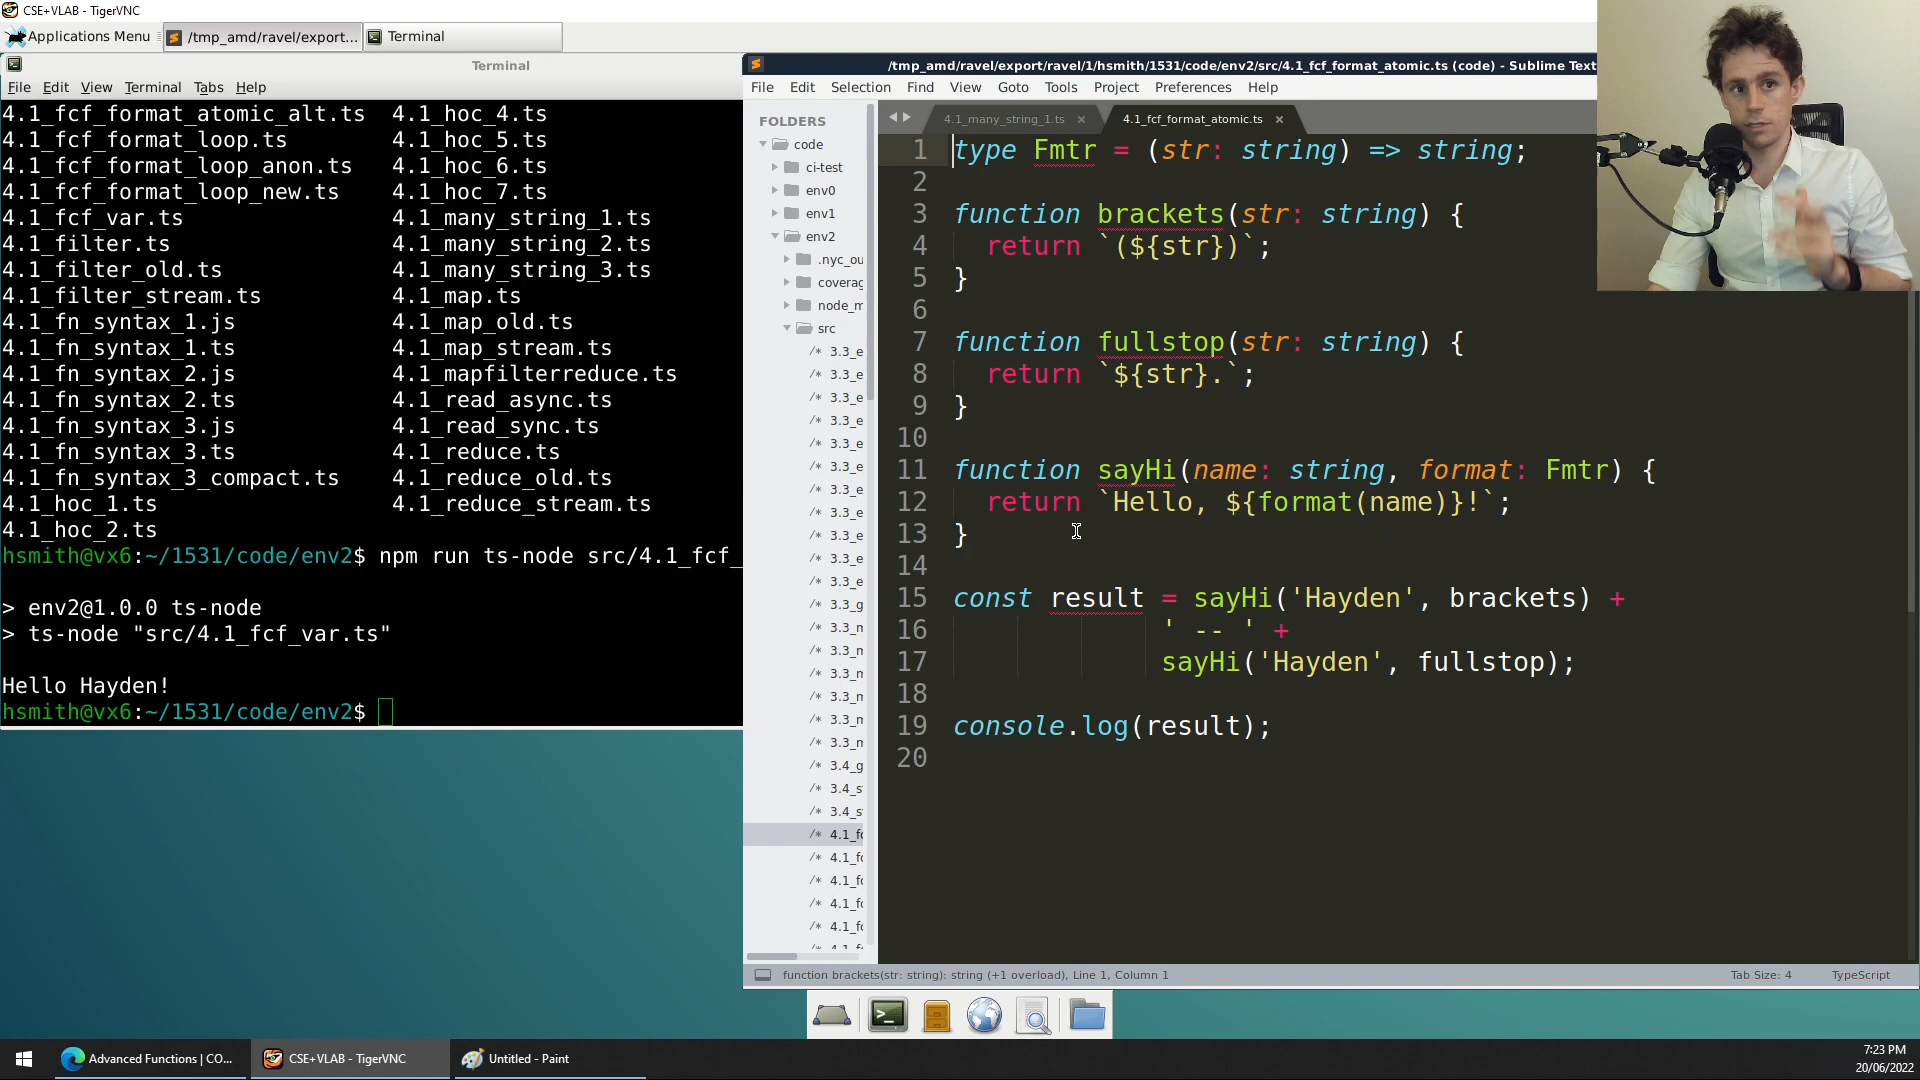 CSE+VLAB - TigerVNC
Applications Menu
/tmp_amd/ravel/export...
Terminal
Terminal
File Edit View Terminal Tabs Help
4.1_fcf_format_atomic_alt.ts 4.1_hoc_4.ts
4.1_fcf_format_loop.ts 4.1_hoc_5.ts
4.1_fcf_format_loop_anon.ts 4.1_hoc_6.ts
4.1_fcf_format_loop_new.ts 4.1_hoc_7.ts
4.1_fcf_var.ts 4.1_many_string_1.ts
4.1_filter.ts 4.1_many_string_2.ts
4.1_filter_old.ts 4.1_many_string_3.ts
4.1_filter_stream.ts 4.1_map.ts
4.1_fn_syntax_1.js 4.1_map_old.ts
4.1_fn_syntax_1.ts 4.1_map_stream.ts
4.1_fn_syntax_2.js 4.1_mapfilterreduce.ts
4.1_fn_syntax_2.ts 4.1_read_async.ts
4.1_fn_syntax_3.js 4.1_read_sync.ts
4.1_fn_syntax_3.ts 4.1_reduce.ts
4.1_fn_syntax_3_compact.ts 4.1_reduce_old.ts
4.1_hoc_1.ts 4.1_reduce_stream.ts
4.1_hoc_2.ts
hsmith@vx6:~/1531/code/env2$ npm run ts-node src/4.1_fcf_
> env2@1.0.0 ts-node
> ts-node "src/4.1_fcf_var.ts"
Hello Hayden!
hsmith@vx6:~/1531/code/env2$
/tmp_amd/ravel/export/ravel/1/hsmith/1531/code/env2/src/4.1_fcf_format_atomic.ts (code) - Sublime Text
File Edit Selection Find View Goto Tools Project Preferences Help
FOLDERS
code
ci-test
env0
env1
env2
.nyc_ou
coverag
node_m
src
/* 3.3_e
/* 3.3_e
/* 3.3_e
/* 3.3_e
/* 3.3_e
/* 3.3_e
/* 3.3_e
/* 3.3_e
/* 3.3_e
/* 3.3_e
/* 3.3_e
/* 3.3_g
/* 3.3_m
/* 3.3_m
/* 3.3_m
/* 3.3_m
/* 3.3_m
/* 3.3_m
/* 3.4_g
/* 3.4_s
/* 3.4_s
/* 4.1_fc
/* 4.1_fc
/* 4.1_fc
/* 4.1_fc
/* 4.1_fc
4.1_many_string_1.ts × 4.1_fcf_format_atomic.ts ×
1 type Fmtr = (str: string) => string;
2
3 function brackets(str: string) {
4 return `(${str})`;
5 }
6
7 function fullstop(str: string) {
8 return `${str}.`;
9 }
10
11 function sayHi(name: string, format: Fmtr) {
12 return `Hello, ${format(name)}!`;
13 }
14
15 const result = sayHi('Hayden', brackets) +
16 ' -- ' +
17 sayHi('Hayden', fullstop);
18
19 console.log(result);
20
function brackets(str: string): string (+1 overload), Line 1, Column 1
Tab Size: 4 TypeScript
Advanced Functions | CO...
CSE+VLAB - TigerVNC
Untitled - Paint
7:23 PM
20/06/2022